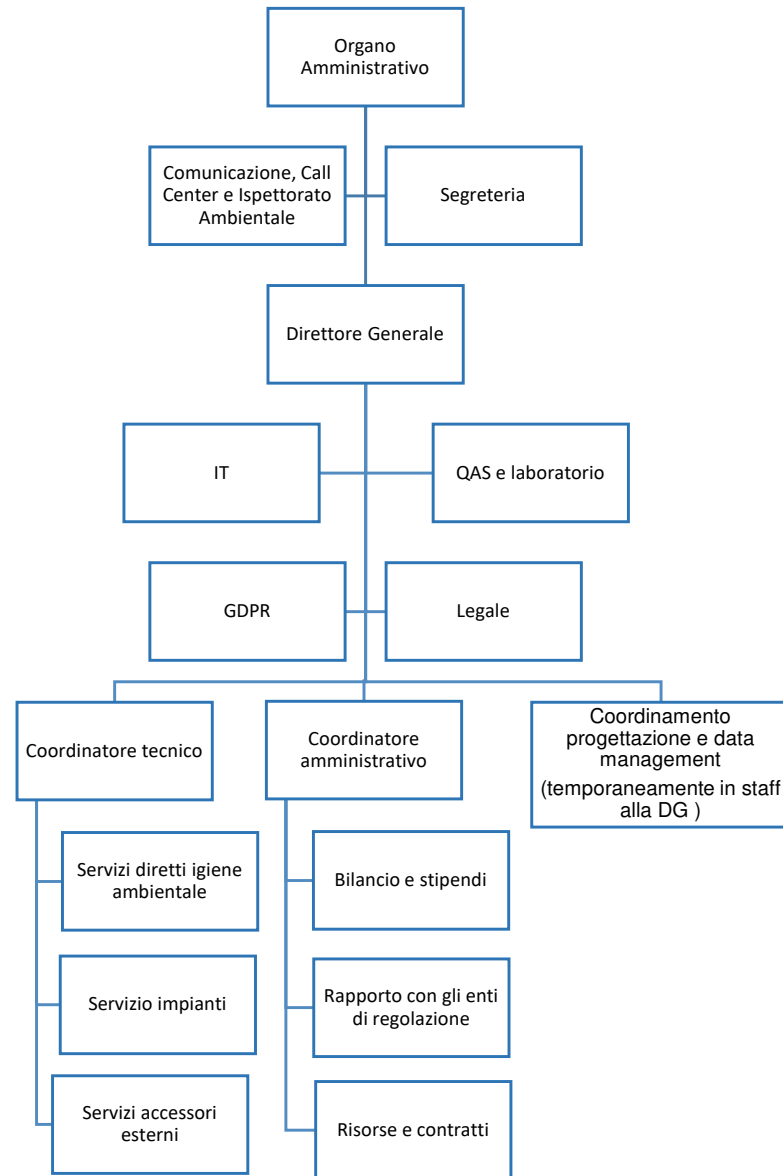 Organo
Amministrativo
Comunicazione, Call
Center e Ispettorato
Ambientale
Segreteria
Direttore Generale
IT
QAS e laboratorio
GDPR
Legale
Coordinatore tecnico
Coordinatore
amministrativo
Coordinamento
progettazione e data
management
(temporaneamente in staff
alla DG )
Servizi diretti igiene
ambientale
Bilancio e stipendi
Servizio impianti
Rapporto con gli enti
di regolazione
Servizi accessori
esterni
Risorse e contratti